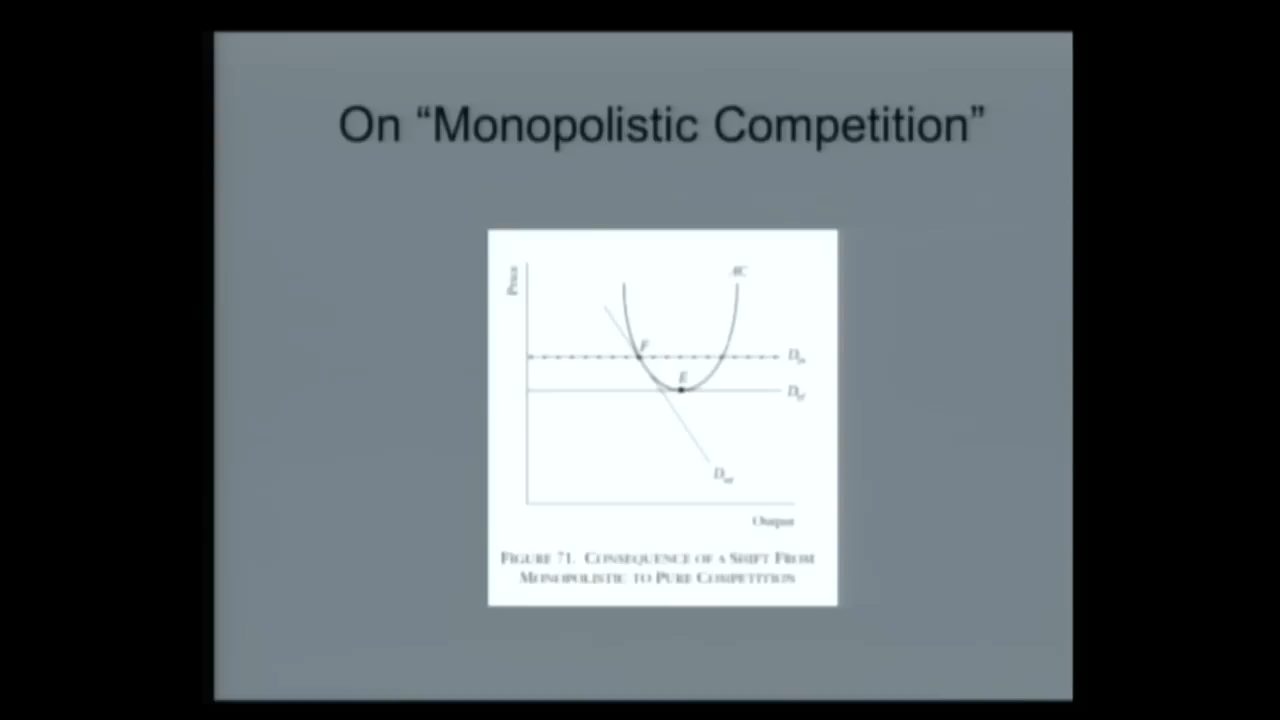 On “Monopolistic Competition”
Price
AC
F
E
Output
FIGURE 71. CONSEQUENCE OF A SHIFT FROM
MONOPOLISTIC TO PURE COMPETITION